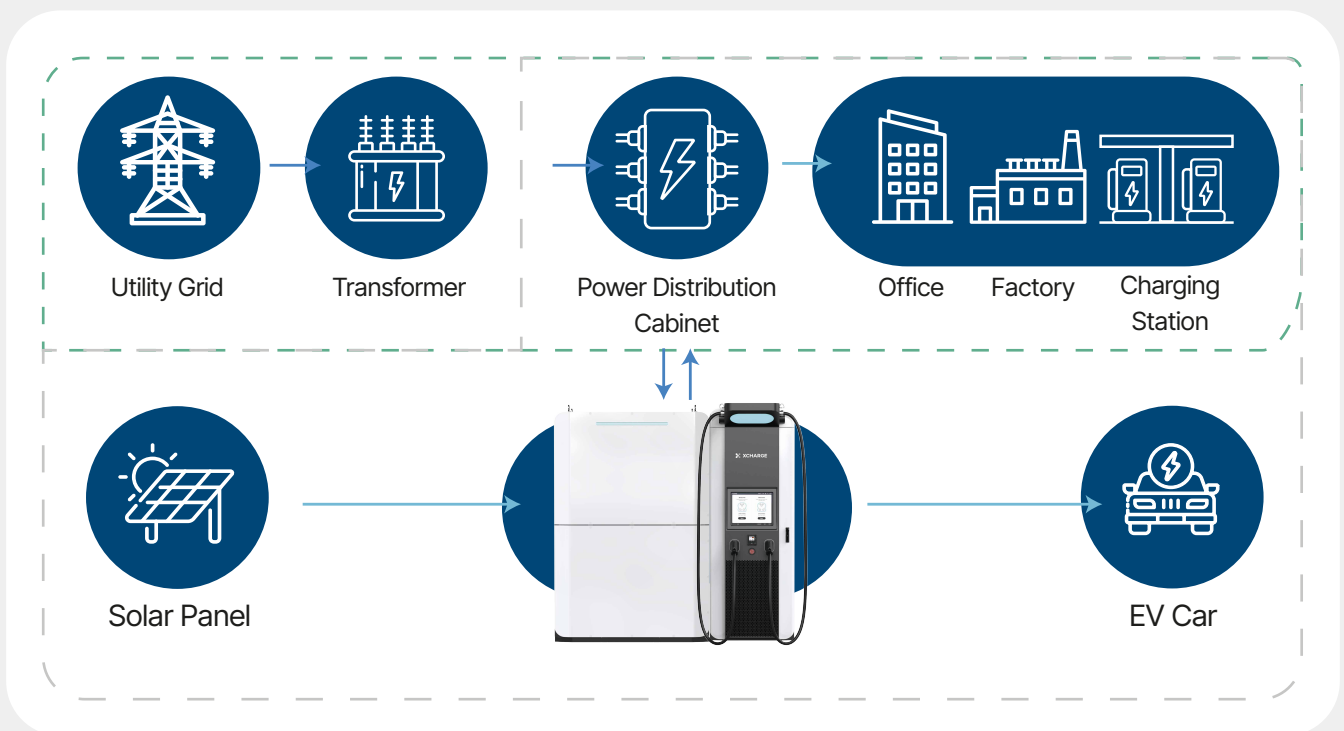 Utility Grid
Transformer
Power Distribution
Cabinet
Office
Factory
Charging
Station
XCHARGE
Solar Panel
EV Car